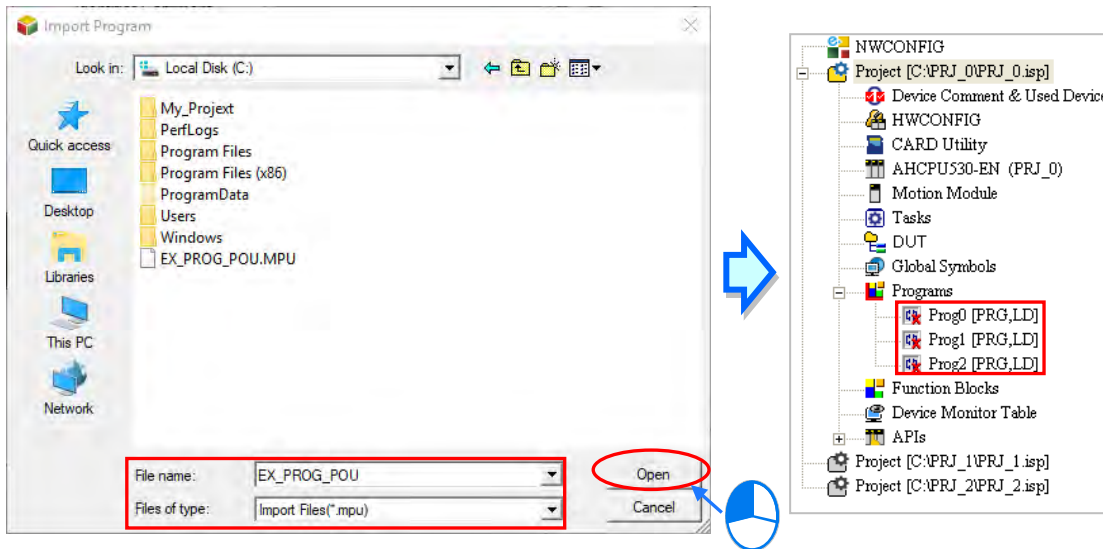 Import Program
Look in:
Local Disk (C:)
Quick access
Desktop
Libraries
This PC
Network
My_Projext
PerfLogs
Program Files
Program Files (x86)
ProgramData
Users
Windows
EX_PROG_POU.MPU
File name:
EX_PROG_POU
Open
Files of type:
Import Files(*.mpu)
Cancel
NWCONFIG
Project [C:\PRJ_0\PRJ_0.isp]
Device Comment & Used Device
HWCONFIG
CARD Utility
AHCPU530-EN (PRJ_0)
Motion Module
Tasks
DUT
Global Symbols
Programs
Prog0 [PRG,LD]
Prog1 [PRG,LD]
Prog2 [PRG,LD]
Function Blocks
Device Monitor Table
APIs
Project [C:\PRJ_1\PRJ_1.isp]
Project [C:\PRJ_2\PRJ_2.isp]